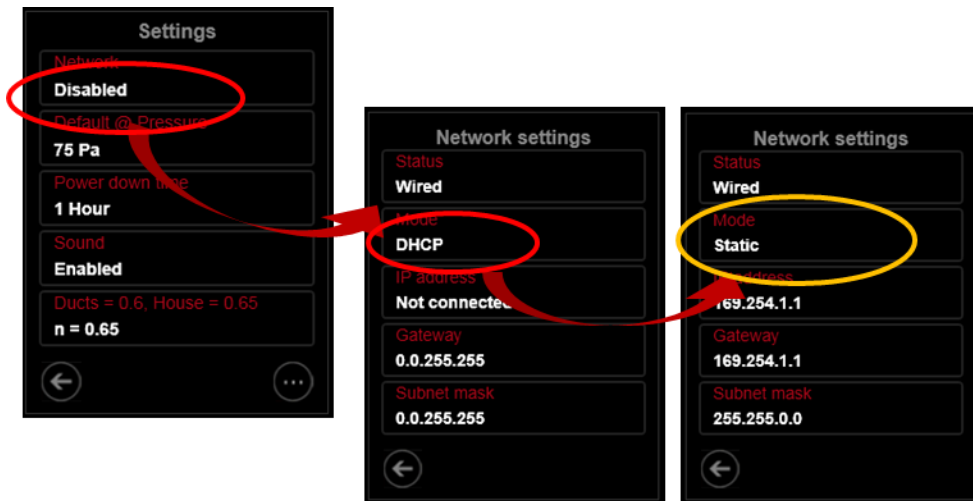 Settings
Network
Disabled
Default @ Pressure
75 Pa
Power down time
1 Hour
Sound
Enabled
Ducts = 0.6, House = 0.65
n = 0.65
Network settings
Status
Wired
Mode
DHCP
IP address
Not connected
Gateway
0.0.255.255
Subnet mask
0.0.255.255
Network settings
Status
Wired
Mode
Static
IP address
169.254.1.1
Gateway
169.254.1.1
Subnet mask
255.255.0.0